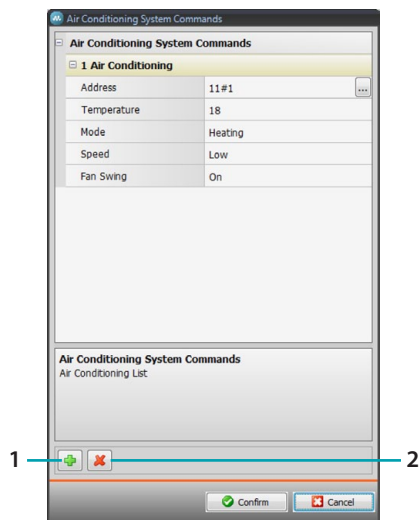 Air Conditioning System Commands
Air Conditioning System Commands
1 Air Conditioning
Address 11#1 ...
Temperature 18
Mode Heating
Speed Low
Fan Swing On
Air Conditioning System Commands
Air Conditioning List
1 2
Confirm Cancel